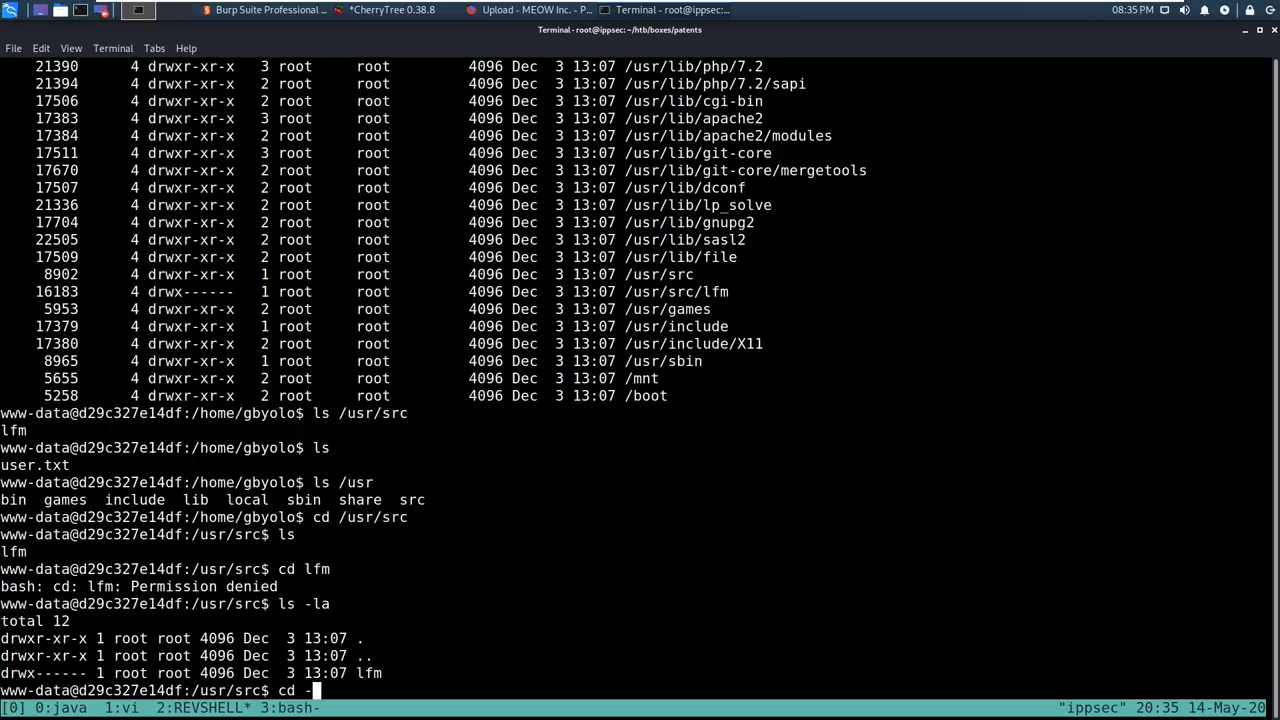 Burp Suite Professional ... *CherryTree 0.38.8 Upload - MEOW Inc. - P... Terminal - root@ippsec:... 08:35 PM
Terminal - root@ippsec: ~/htb/boxes/patents
File Edit View Terminal Tabs Help
21390 4 drwxr-xr-x 3 root root 4096 Dec 3 13:07 /usr/lib/php/7.2
21394 4 drwxr-xr-x 2 root root 4096 Dec 3 13:07 /usr/lib/php/7.2/sapi
17506 4 drwxr-xr-x 2 root root 4096 Dec 3 13:07 /usr/lib/cgi-bin
17383 4 drwxr-xr-x 3 root root 4096 Dec 3 13:07 /usr/lib/apache2
17384 4 drwxr-xr-x 2 root root 4096 Dec 3 13:07 /usr/lib/apache2/modules
17511 4 drwxr-xr-x 3 root root 4096 Dec 3 13:07 /usr/lib/git-core
17670 4 drwxr-xr-x 2 root root 4096 Dec 3 13:07 /usr/lib/git-core/mergetools
17507 4 drwxr-xr-x 2 root root 4096 Dec 3 13:07 /usr/lib/dconf
21336 4 drwxr-xr-x 2 root root 4096 Dec 3 13:07 /usr/lib/lp_solve
17704 4 drwxr-xr-x 2 root root 4096 Dec 3 13:07 /usr/lib/gnupg2
22505 4 drwxr-xr-x 2 root root 4096 Dec 3 13:07 /usr/lib/sasl2
17509 4 drwxr-xr-x 2 root root 4096 Dec 3 13:07 /usr/lib/file
8902 4 drwxr-xr-x 1 root root 4096 Dec 3 13:07 /usr/src
16183 4 drwx------ 1 root root 4096 Dec 3 13:07 /usr/src/lfm
5953 4 drwxr-xr-x 2 root root 4096 Dec 3 13:07 /usr/games
17379 4 drwxr-xr-x 1 root root 4096 Dec 3 13:07 /usr/include
17380 4 drwxr-xr-x 2 root root 4096 Dec 3 13:07 /usr/include/X11
8965 4 drwxr-xr-x 1 root root 4096 Dec 3 13:07 /usr/sbin
5655 4 drwxr-xr-x 2 root root 4096 Dec 3 13:07 /mnt
5258 4 drwxr-xr-x 2 root root 4096 Dec 3 13:07 /boot
www-data@d29c327e14df:/home/gbyolo$ ls /usr/src
lfm
www-data@d29c327e14df:/home/gbyolo$ ls
user.txt
www-data@d29c327e14df:/home/gbyolo$ ls /usr
bin games include lib local sbin share src
www-data@d29c327e14df:/home/gbyolo$ cd /usr/src
www-data@d29c327e14df:/usr/src$ ls
lfm
www-data@d29c327e14df:/usr/src$ cd lfm
bash: cd: lfm: Permission denied
www-data@d29c327e14df:/usr/src$ ls -la
total 12
drwxr-xr-x 1 root root 4096 Dec 3 13:07 .
drwxr-xr-x 1 root root 4096 Dec 3 13:07 ..
drwx------ 1 root root 4096 Dec 3 13:07 lfm
www-data@d29c327e14df:/usr/src$ cd -
[0] 0:java 1:vi 2:REVSHELL* 3:bash- "ippsec" 20:35 14-May-20